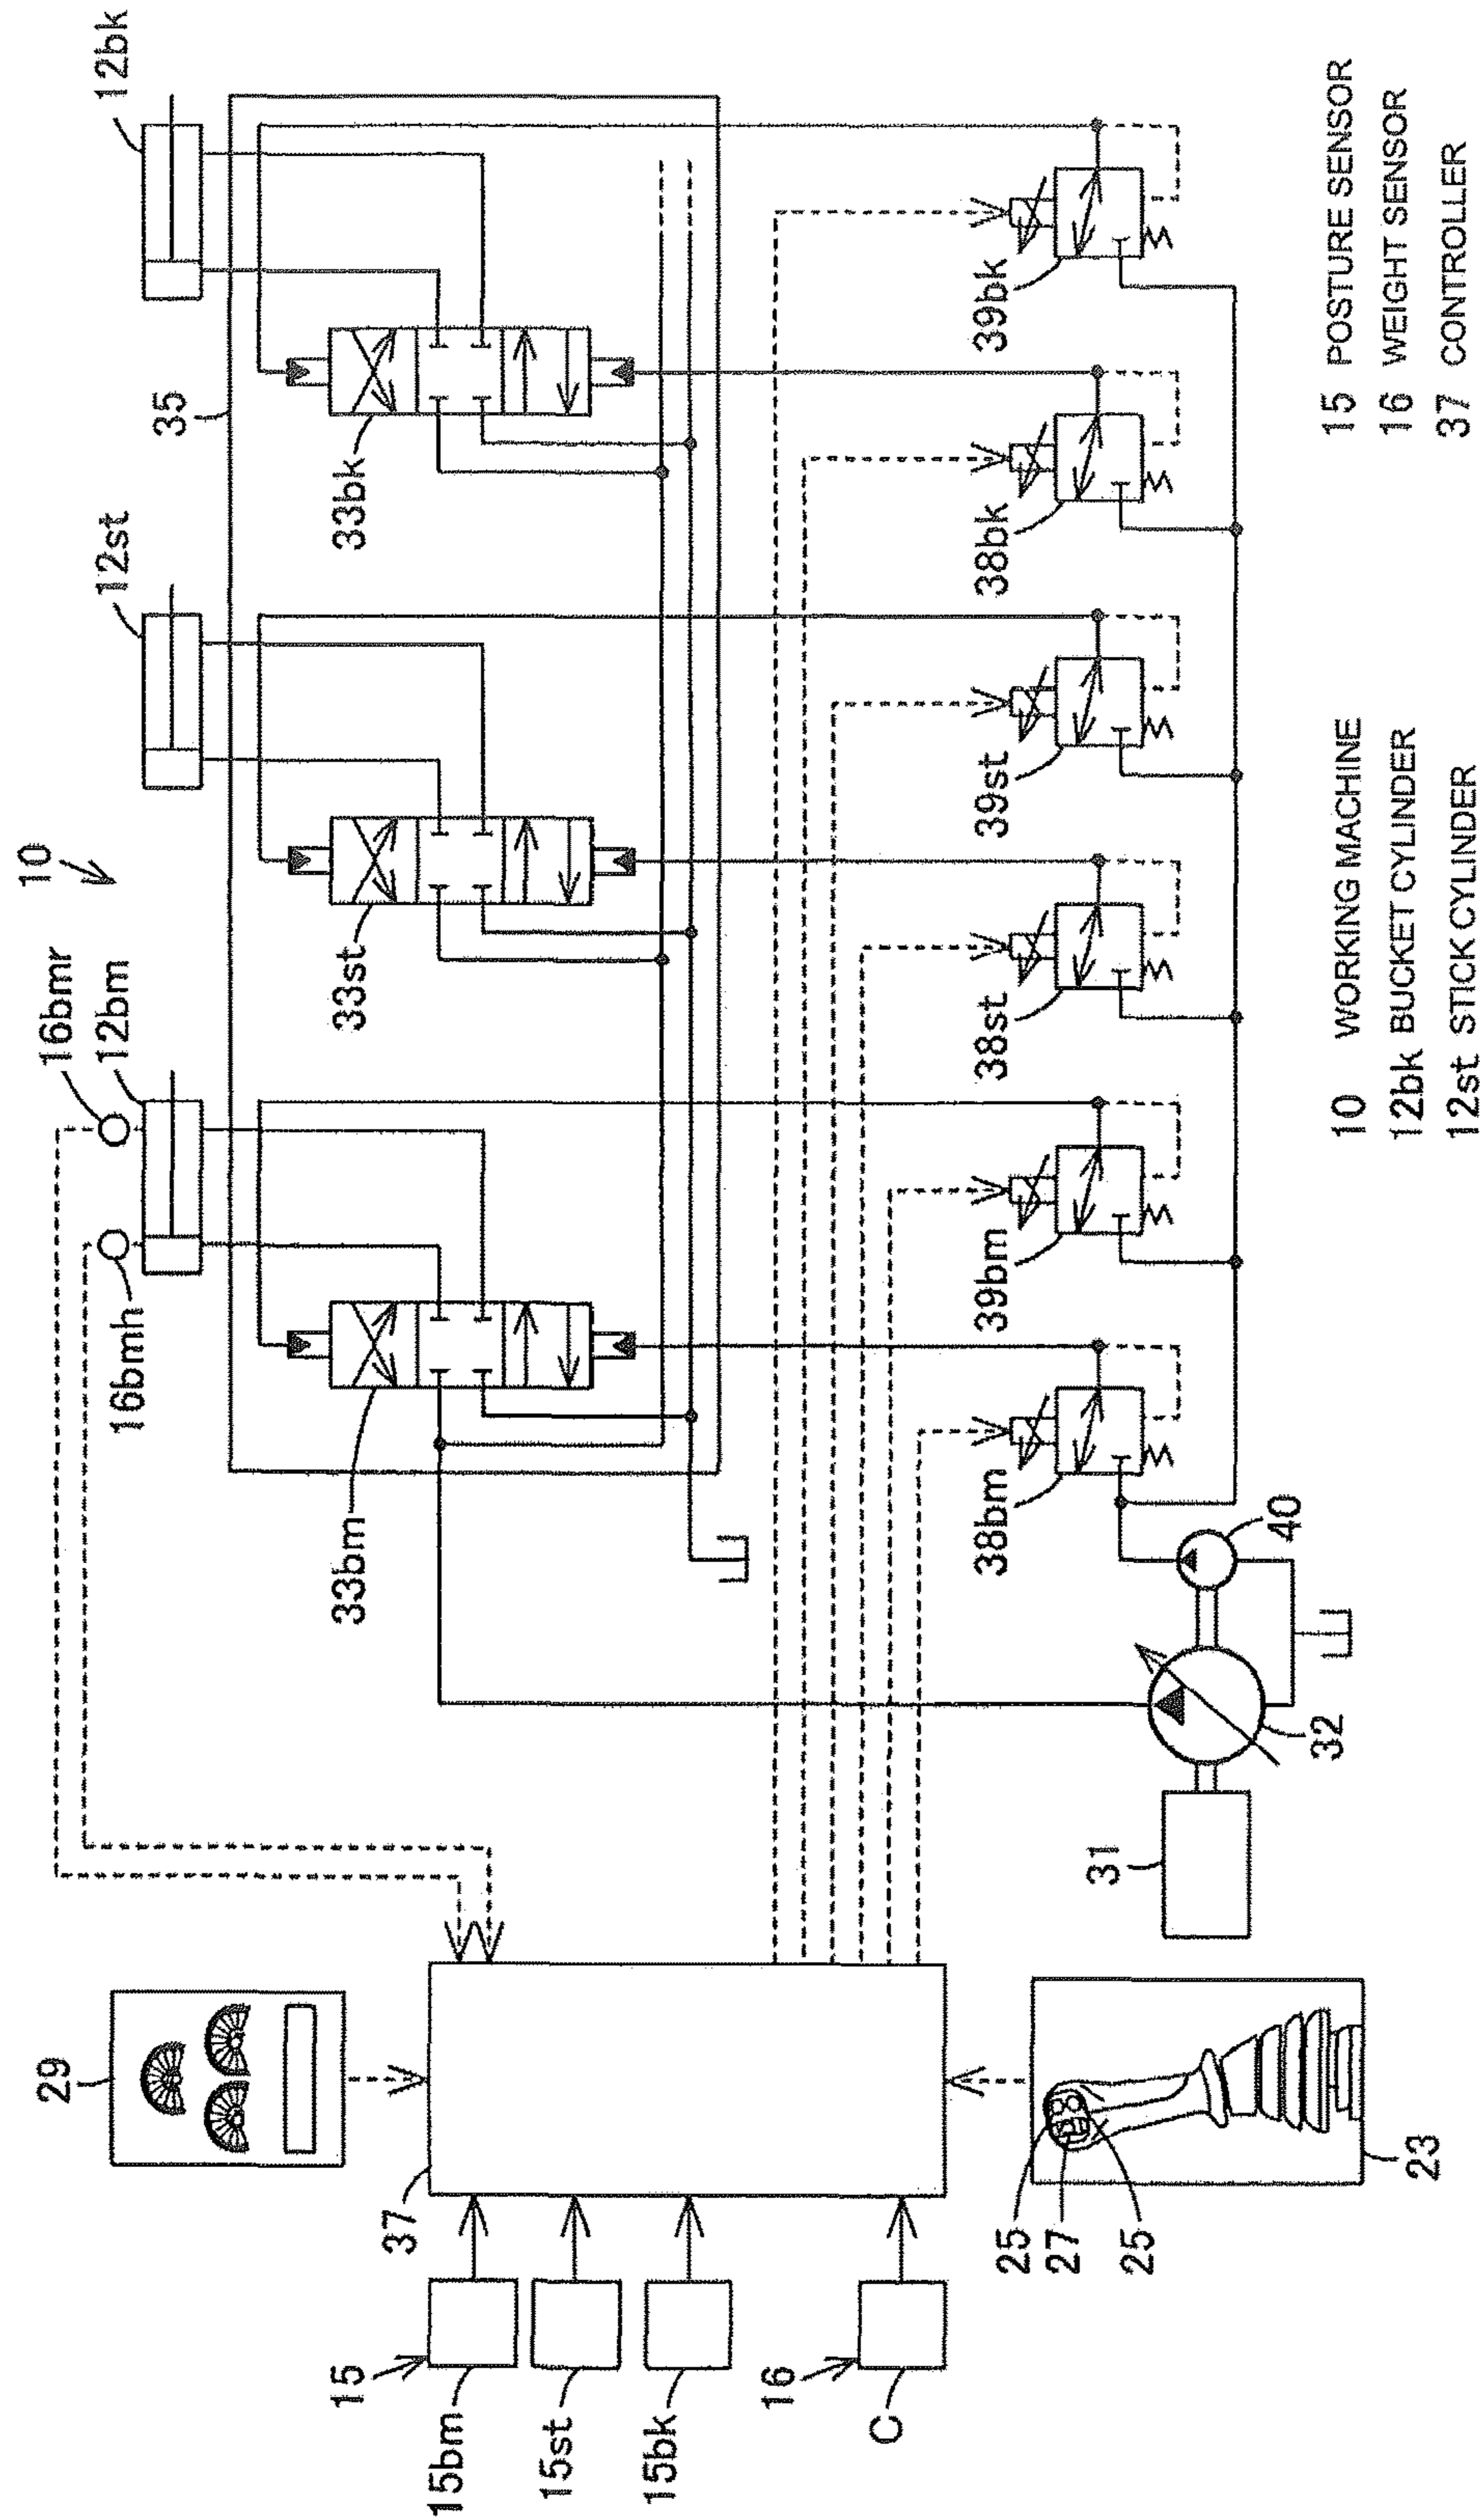 10
16bmr
12bm
16bmh
12st
12bk
35
33bm
33st
33bk
29
37
15
15bm
15st
15bk
16
C
25
27
25
23
31
32
40
38bm
39bm
38st
39st
38bk
39bk
10 WORKING MACHINE
12bk BUCKET CYLINDER
12st STICK CYLINDER
15 POSTURE SENSOR
16 WEIGHT SENSOR
37 CONTROLLER